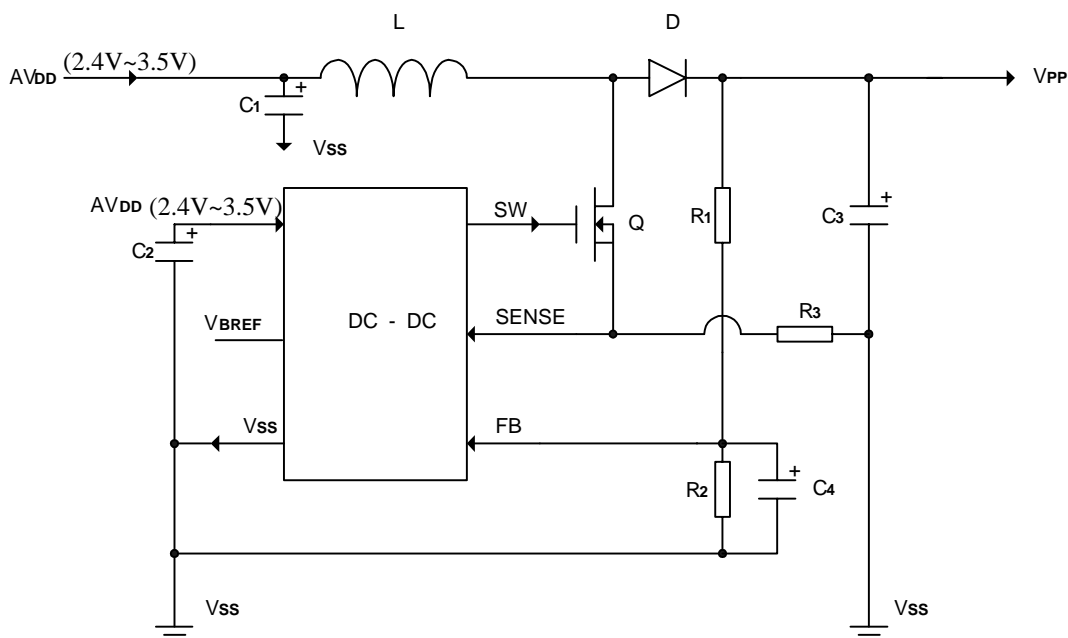 L
D
AVDD (2.4V~3.5V)
+
C1
VSS
VPP
AVDD (2.4V~3.5V)
+
C2
SW
Q
R1
+
C3
DC - DC
VBREF
SENSE
R3
VSS
FB
R2
+
C4
VSS
VSS